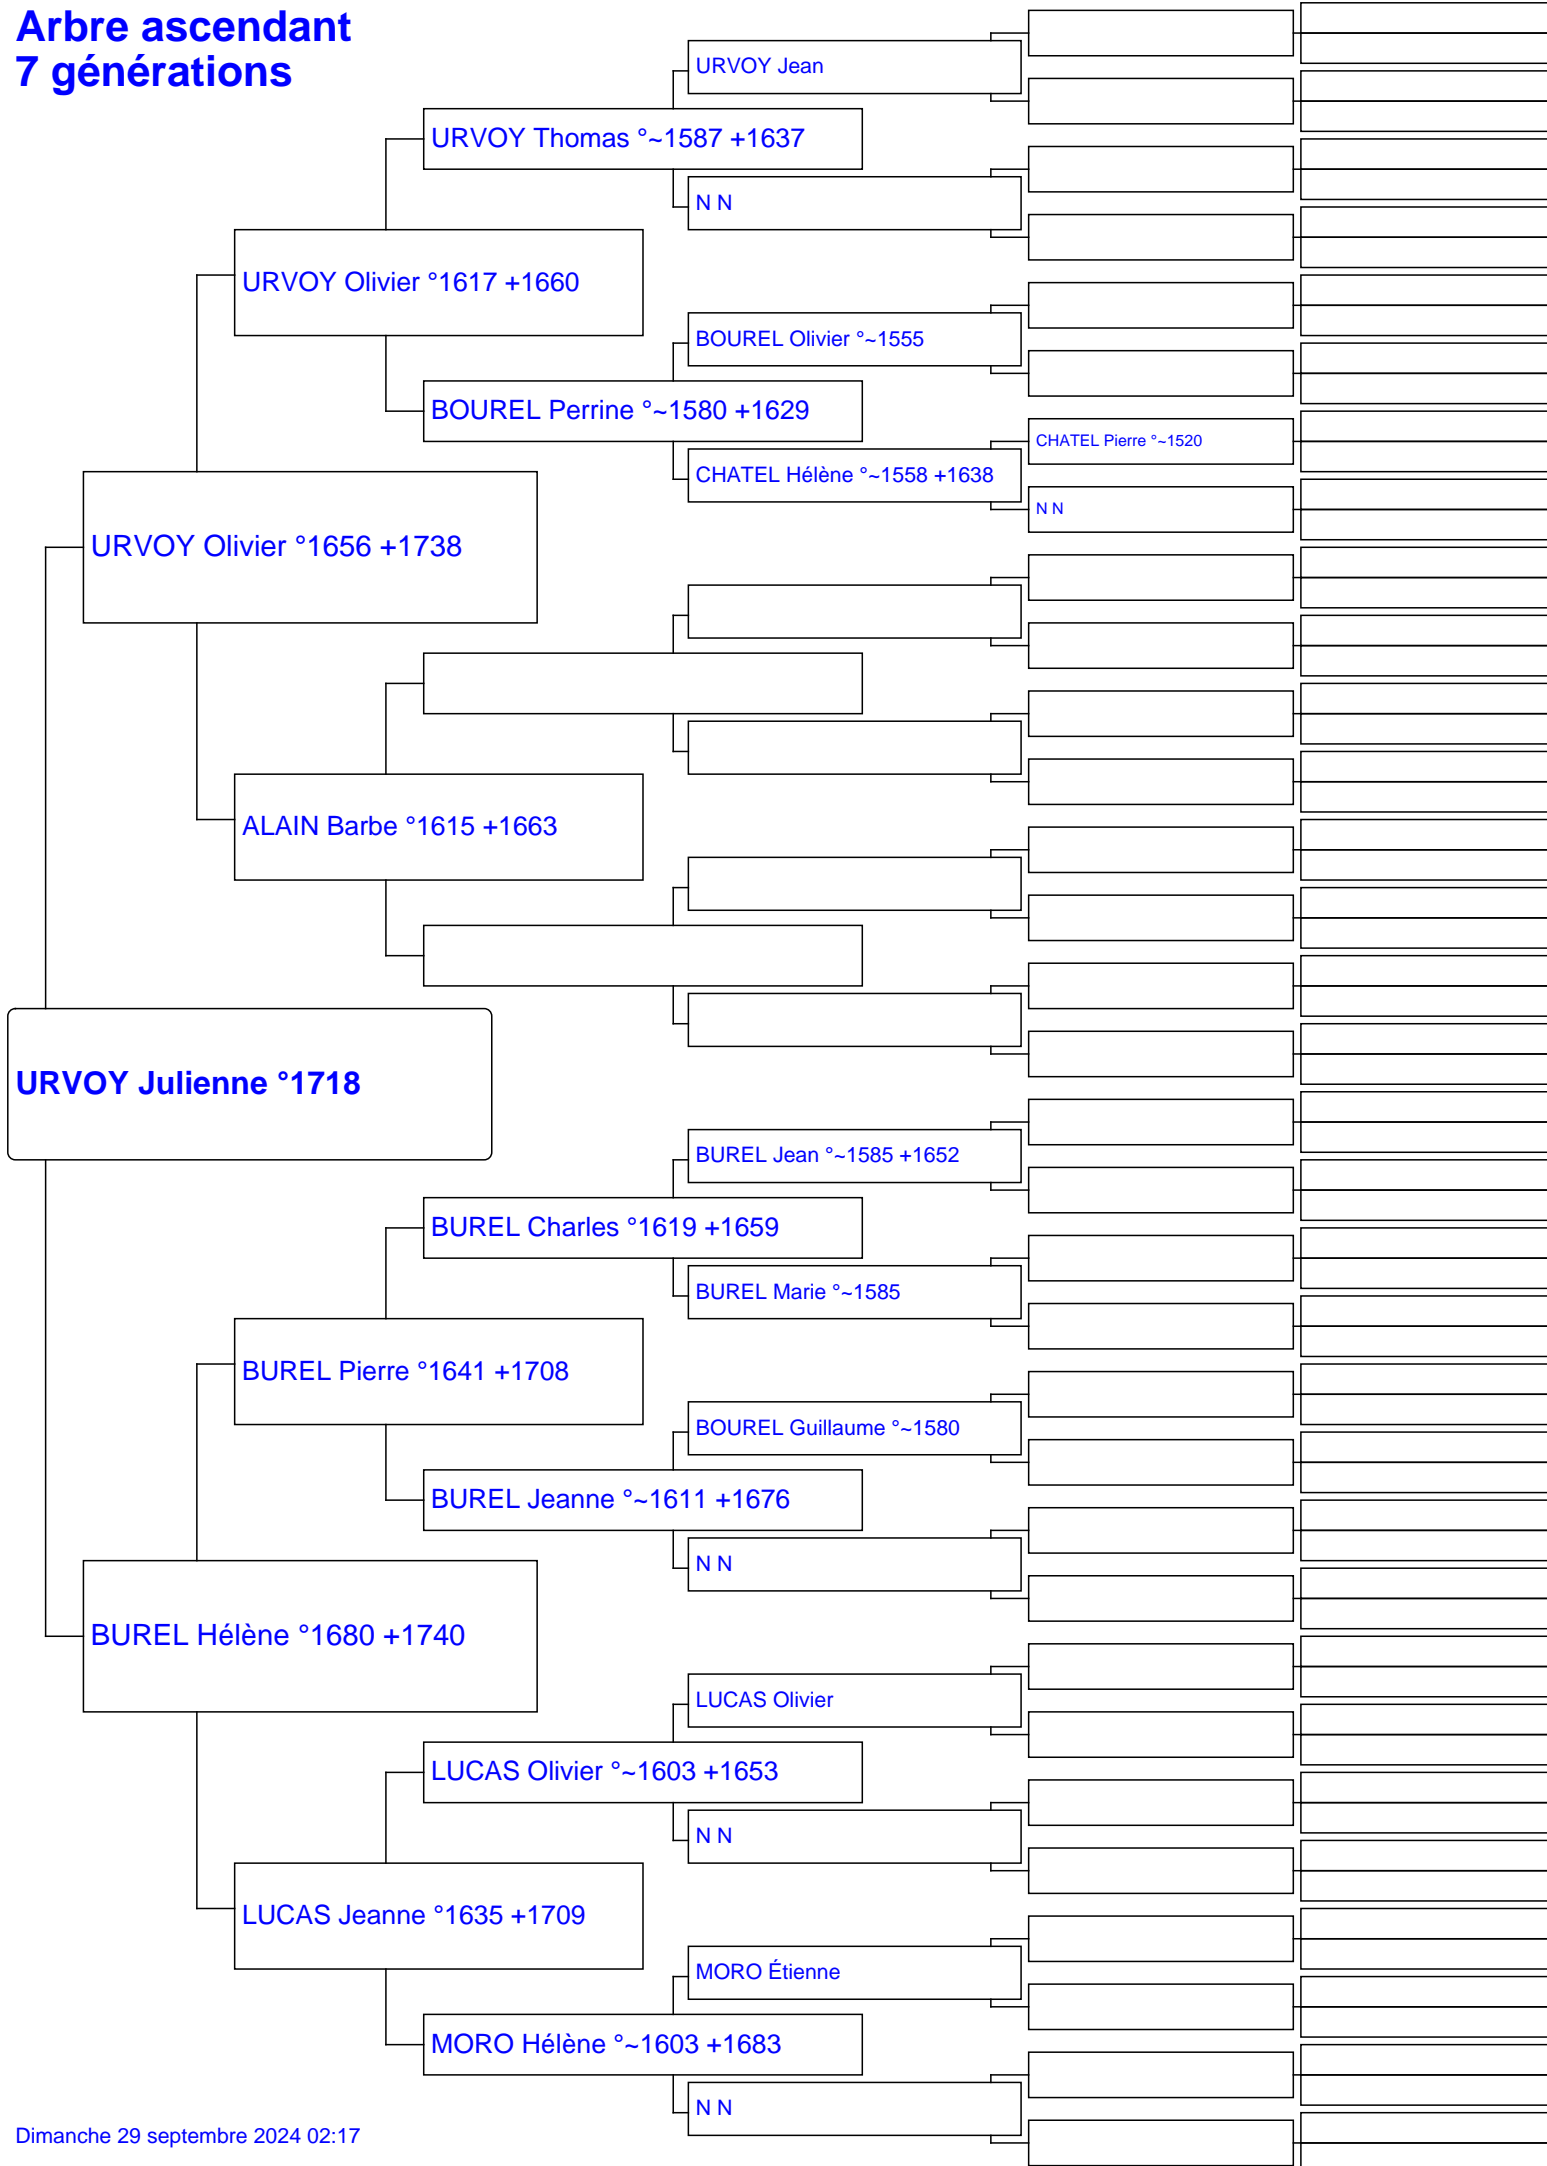 Arbre ascendant
7 générations
URVOY Jean
URVOY Thomas °~1587 +1637
N N
URVOY Olivier °1617 +1660
BOUREL Olivier °~1555
BOUREL Perrine °~1580 +1629
CHATEL Pierre °~1520
CHATEL Hélène °~1558 +1638
N N
URVOY Olivier °1656 +1738
ALAIN Barbe °1615 +1663
URVOY Julienne °1718
BUREL Jean °~1585 +1652
BUREL Charles °1619 +1659
BUREL Marie °~1585
BUREL Pierre °1641 +1708
BOUREL Guillaume °~1580
BUREL Jeanne °~1611 +1676
N N
BUREL Hélène °1680 +1740
LUCAS Olivier
LUCAS Olivier °~1603 +1653
N N
LUCAS Jeanne °1635 +1709
MORO Étienne
MORO Hélène °~1603 +1683
N N
Dimanche 29 septembre 2024 02:17